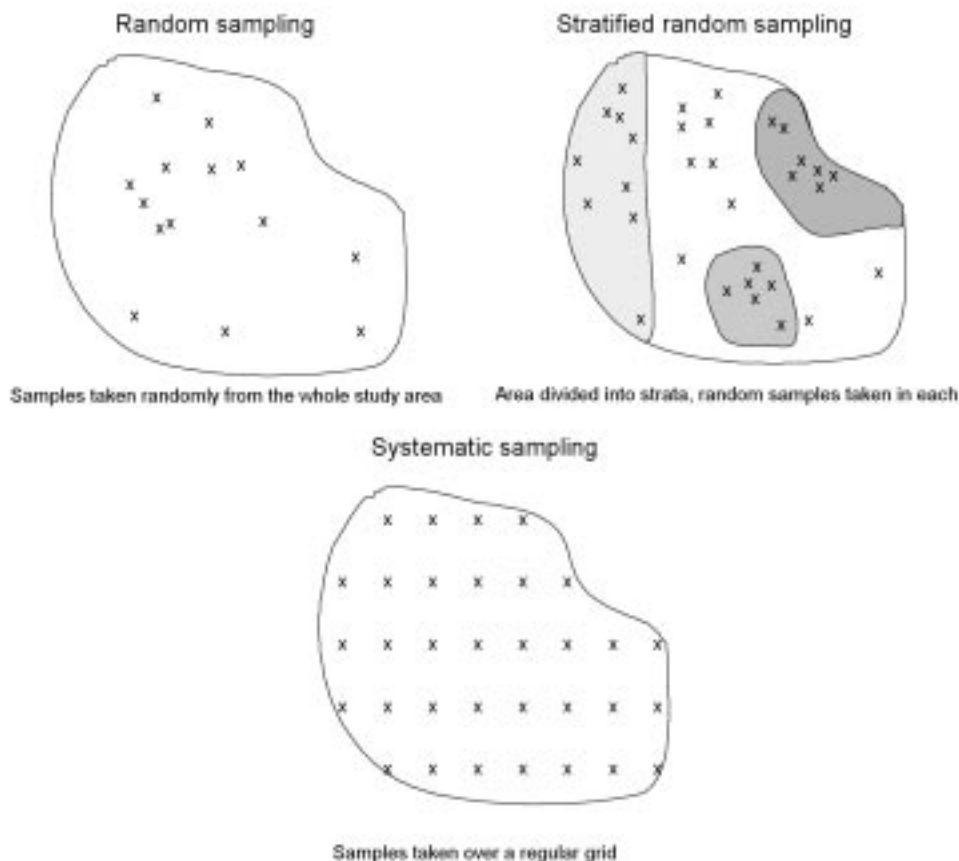 Random sampling
Stratified random sampling
Samples taken randomly from the whole study area
Area divided into strata, random samples taken in each
Systematic sampling
Samples taken over a regular grid